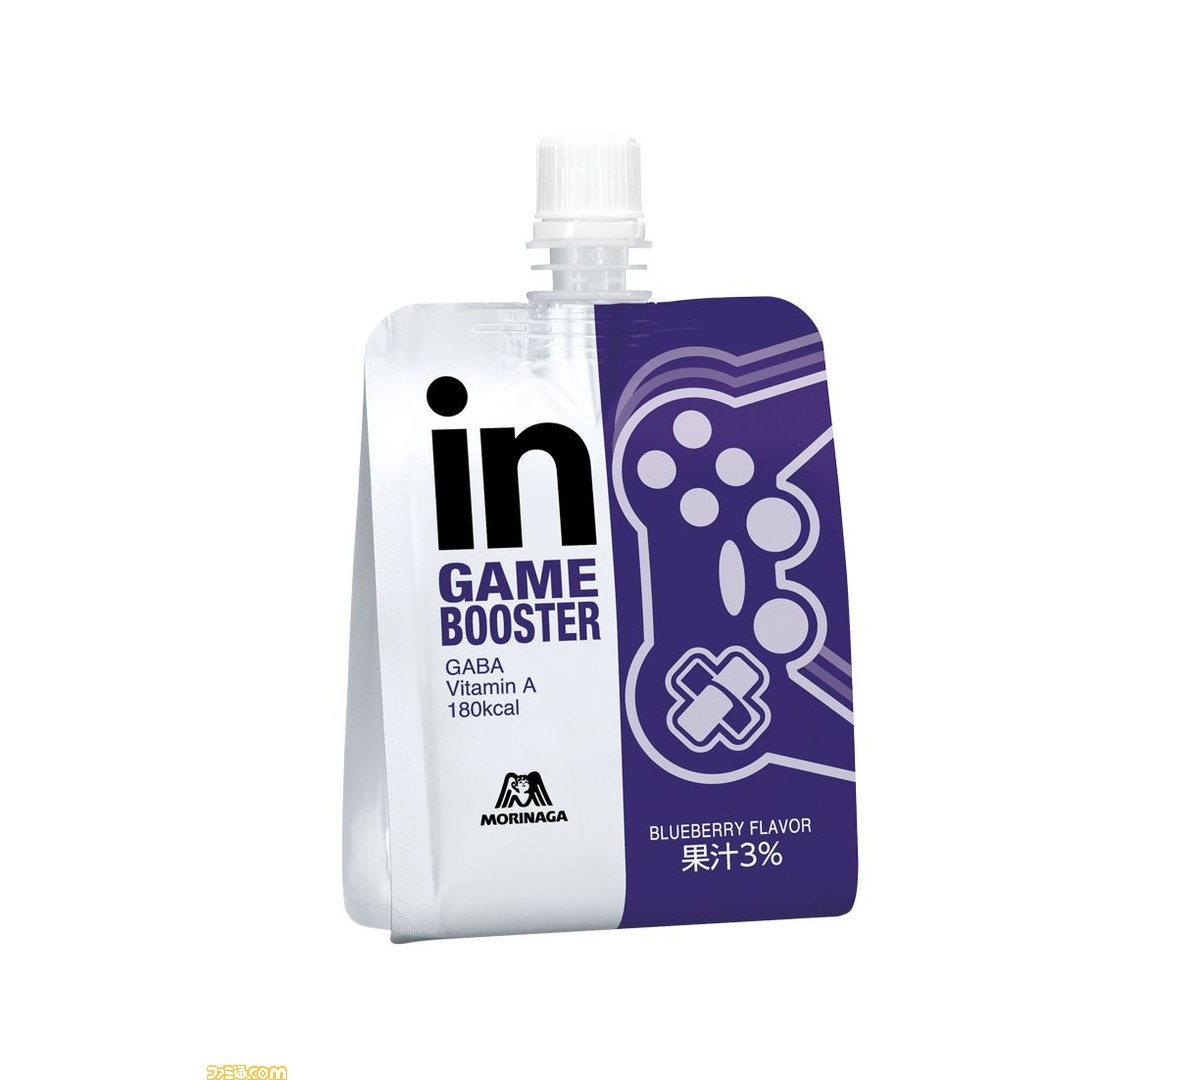 in
GAME
BOOSTER
GABA
Vitamin A
180kcal
MORINAGA
BLUEBERRY FLAVOR
果汁3%
ファミ通.com